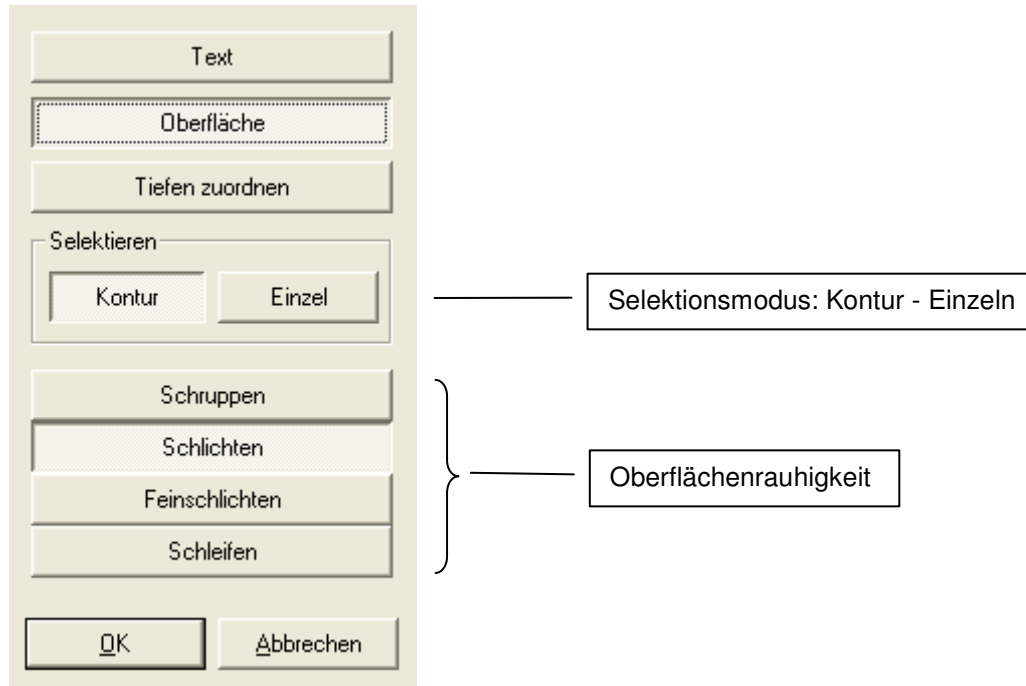 Text
Oberfläche
Tiefen zuordnen
Selektieren
Kontur Einzel
Selektionsmodus: Kontur - Einzeln
Schruppen
Schlichten
Oberflächenrauhigkeit
Feinschlichten
Schleifen
OK Abbrechen